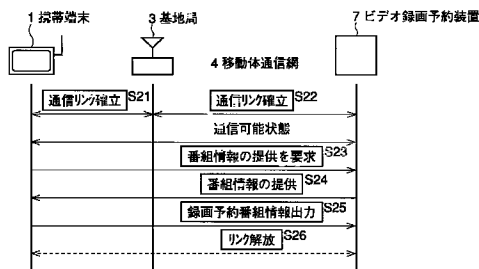 1 携帯端末
3 基地局
7 ビデオ録画予約装置
4 移動体通信網
通信リンク確立 S21
通信リンク確立 S22
通信可能状態
番組情報の提供を要求 S23
番組情報の提供 S24
録画予約番組情報出力 S25
リンク解放 S26